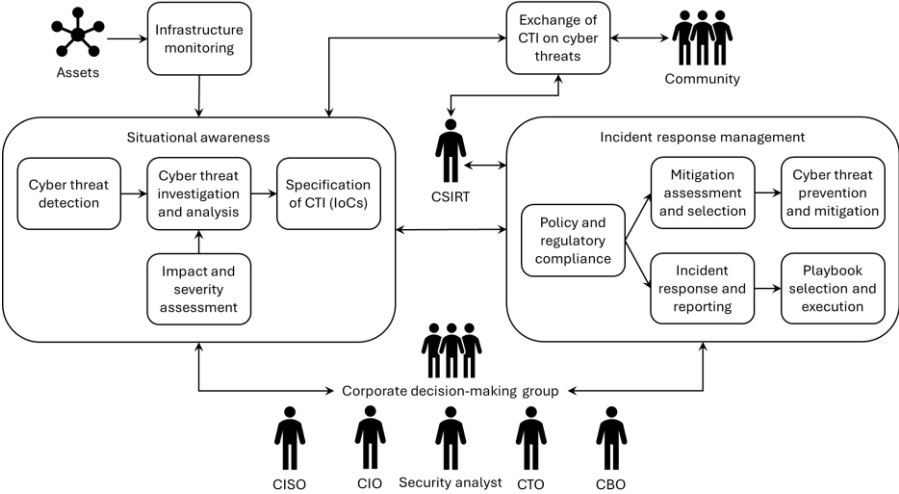 Assets
Infrastructure
monitoring
Exchange of
CTI on cyber
threats
Community
Situational awareness
Cyber threat
detection
Cyber threat
investigation
and analysis
Specification
of CTI (IoCs)
Impact and
severity
assessment
CSIRT
Incident response management
Policy and
regulatory
compliance
Mitigation
assessment
and selection
Cyber threat
prevention
and mitigation
Incident
response and
reporting
Playbook
selection and
execution
Corporate decision-making group
CISO
CIO
Security analyst
CTO
CBO